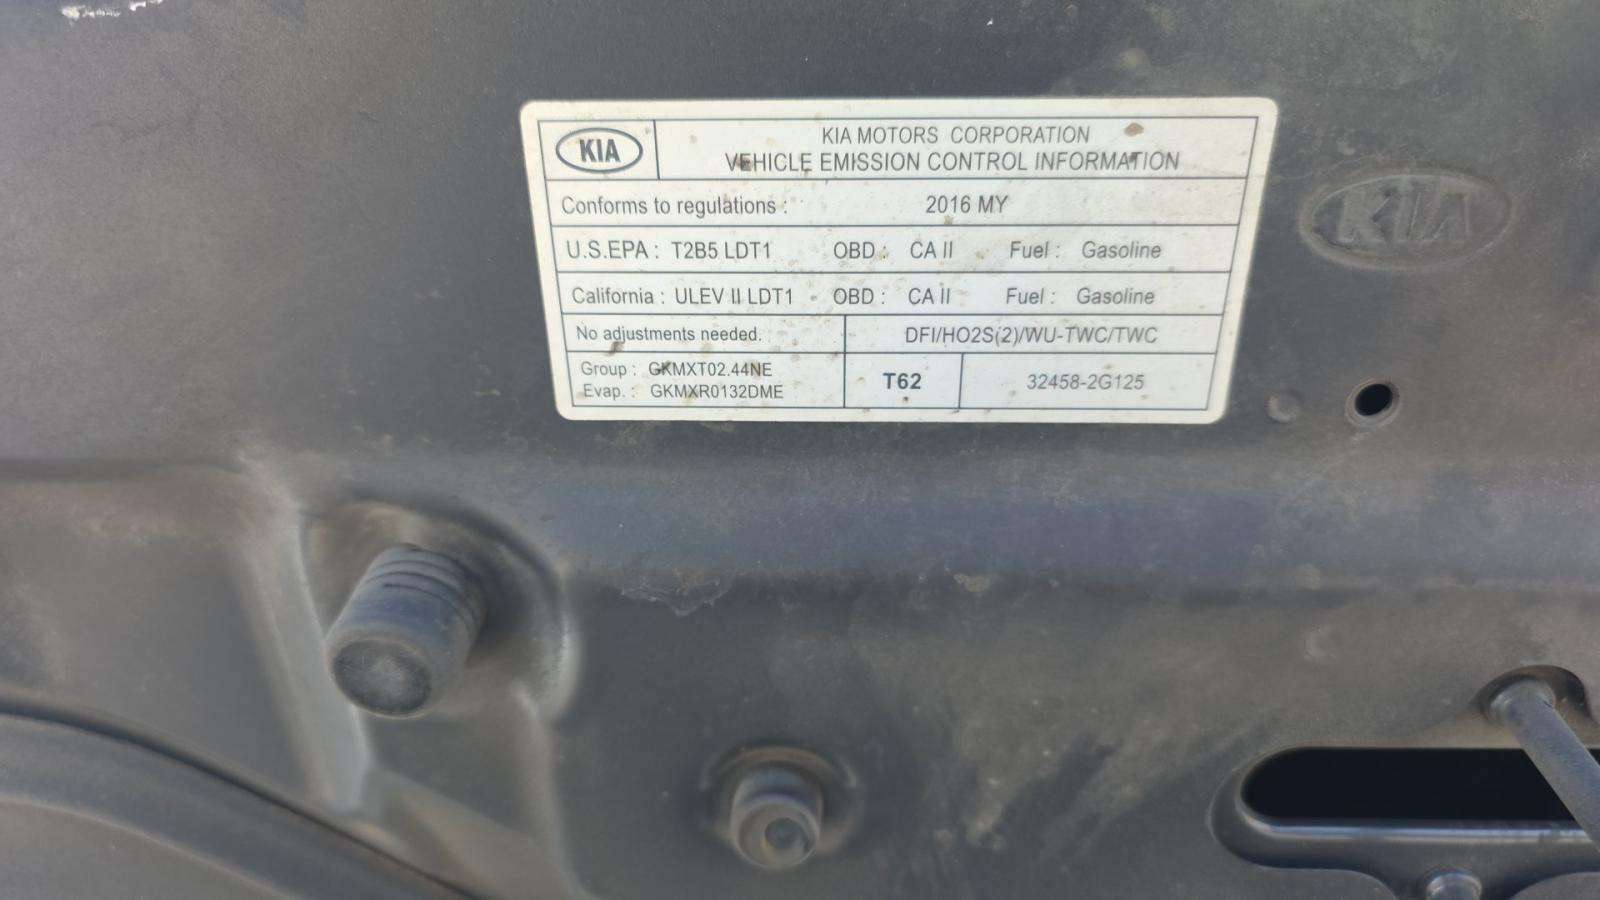 KIA
KIA MOTORS CORPORATION
VEHICLE EMISSION CONTROL INFORMATION
Conforms to regulations : 2016 MY
U.S.EPA : T2B5 LDT1 OBD : CA II Fuel : Gasoline
California : ULEV II LDT1 OBD : CA II Fuel : Gasoline
No adjustments needed. DFI/HO2S(2)/WU-TWC/TWC
Group : GKMXT02.44NE
Evap. : GKMXR0132DME
T62
32458-2G125
KIA